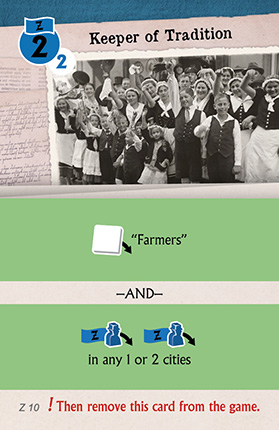 Z
2
2
Keeper of Tradition
"Farmers"
–AND–
Z Z
in any 1 or 2 cities
Z 10 ! Then remove this card from the game.